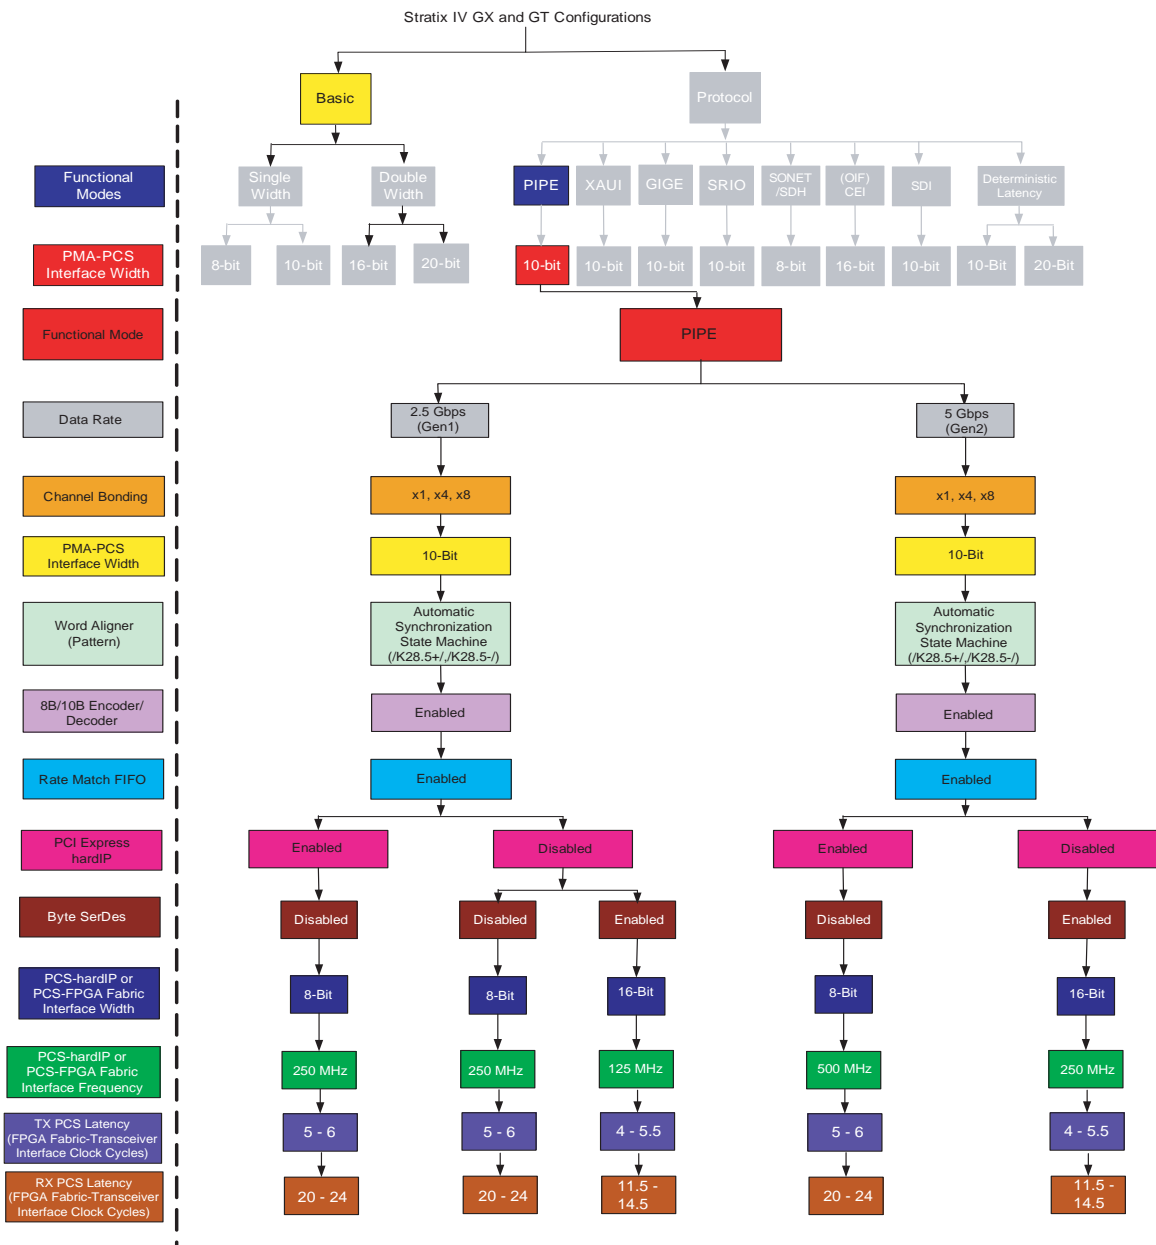 Stratix IV GX and GT Configurations
Basic
Protocol
Functional
Modes
Single
Width
Double
Width
PIPE
XAUI
GIGE
SRIO
SONET
/SDH
(OIF)
CEI
SDI
Deterministic
Latency
PMA-PCS
Interface Width
8-bit
10-bit
16-bit
20-bit
10-bit
10-bit
10-bit
10-bit
8-bit
16-bit
10-bit
10-Bit
20-Bit
Functional Mode
PIPE
Data Rate
2.5 Gbps
(Gen1)
5 Gbps
(Gen2)
Channel Bonding
x1, x4, x8
x1, x4, x8
PMA-PCS
Interface Width
10-Bit
10-Bit
Word Aligner
(Pattern)
Automatic
Synchronization
State Machine
(/K28.5+/,/K28.5-/)
Automatic
Synchronization
State Machine
(/K28.5+/,/K28.5-/)
8B/10B Encoder/
Decoder
Enabled
Enabled
Rate Match FIFO
Enabled
Enabled
PCI Express
hardIP
Enabled
Disabled
Enabled
Disabled
Byte SerDes
Disabled
Disabled
Enabled
Disabled
Enabled
PCS-hardIP or
PCS-FPGA Fabric
Interface Width
8-Bit
8-Bit
16-Bit
8-Bit
16-Bit
PCS-hardIP or
PCS-FPGA Fabric
Interface Frequency
250 MHz
250 MHz
125 MHz
500 MHz
250 MHz
TX PCS Latency
(FPGA Fabric-Transceiver
Interface Clock Cycles)
5 - 6
5 - 6
4 - 5.5
5 - 6
4 - 5.5
RX PCS Latency
(FPGA Fabric-Transceiver
Interface Clock Cycles)
20 - 24
20 - 24
11.5 -
14.5
20 - 24
11.5 -
14.5